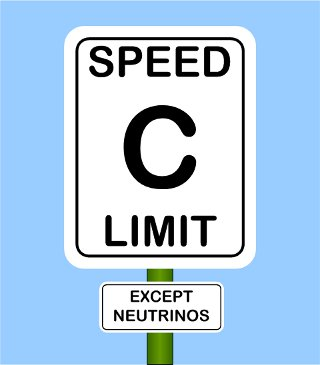 SPEED
C
LIMIT
EXCEPT
NEUTRINOS